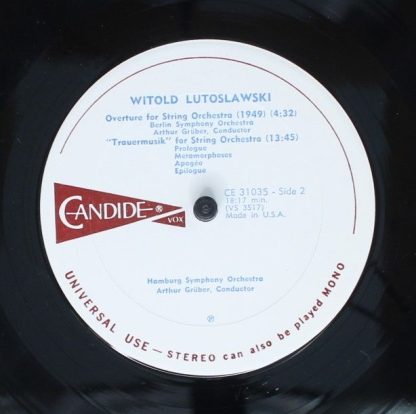 WITOLD LUTOSLAWSKI
Overture for String Orchestra (1949) (4:32)
Berlin Symphony Orchestra
Arthur Grüber, Conductor
"Trauermusik" for String Orchestra (13:45)
Prologue
Metamorphoses
Apogée
Epilogue
CANDIDE ®
VOX
CE 31035 - Side 2
18:17 min.
(VS 3517)
Made in U.S.A.
Hamburg Symphony Orchestra
Arthur Grüber, Conductor
℗
UNIVERSAL USE — STEREO can also be played MONO